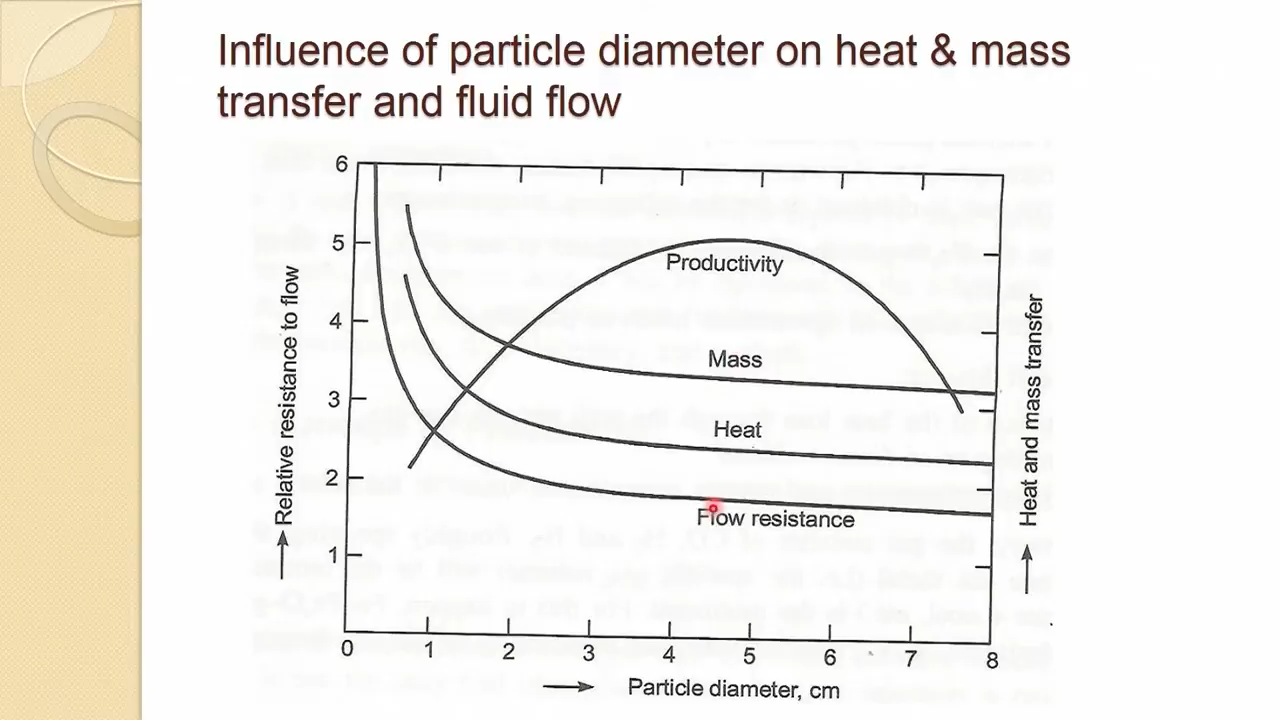 Influence of particle diameter on heat & mass
transfer and fluid flow
6
5
4
3
2
1
Relative resistance to flow
Productivity
Mass
Heat
Flow resistance
Heat and mass transfer
0 1 2 3 4 5 6 7 8
Particle diameter, cm